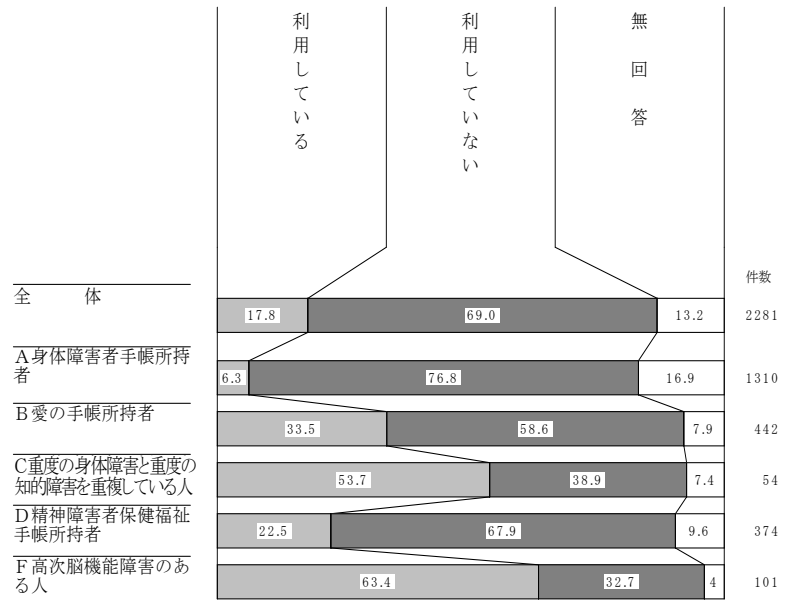 利用している
利用していない
無回答
件数
全体
17.8 69.0 13.2 2281
A身体障害者手帳所持
者
6.3 76.8 16.9 1310
B愛の手帳所持者
33.5 58.6 7.9 442
C重度の身体障害と重度の
知的障害を重複している人
53.7 38.9 7.4 54
D精神障害者保健福祉
手帳所持者
22.5 67.9 9.6 374
F高次脳機能障害のあ
る人
63.4 32.7 4 101